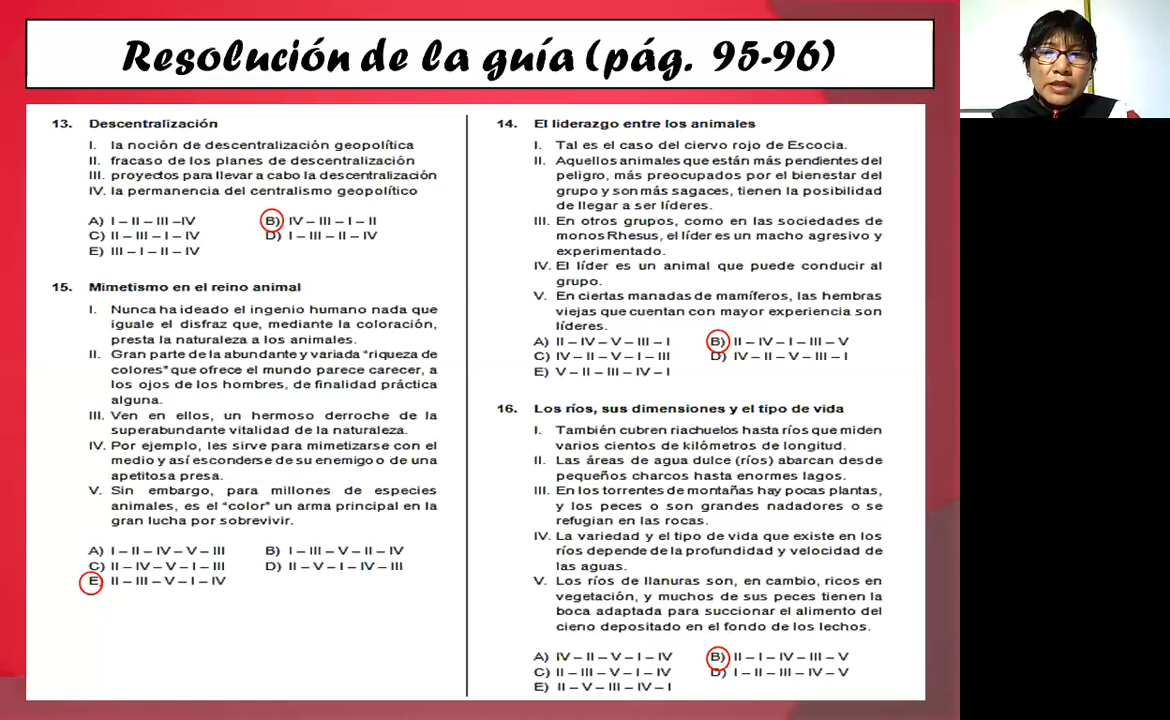 Resolución de la guía (pág. 95-96)
13. Descentralización
I. la noción de descentralización geopolítica
II. fracaso de los planes de descentralización
III. proyectos para llevar a cabo la descentralización
IV. la permanencia del centralismo geopolítico
A) I – II – III –IV
B) IV – III – I – II
C) II – III – I – IV
D) I – III – II – IV
E) III – I – II – IV
15. Mimetismo en el reino animal
I. Nunca ha ideado el ingenio humano nada que
iguale el disfraz que, mediante la coloración,
presta la naturaleza a los animales.
II. Gran parte de la abundante y variada “riqueza de
colores” que ofrece el mundo parece carecer, a
los ojos de los hombres, de finalidad práctica
alguna.
III. Ven en ellos, un hermoso derroche de la
superabundante vitalidad de la naturaleza.
IV. Por ejemplo, les sirve para mimetizarse con el
medio y así esconderse de su enemigo o de una
apetitosa presa.
V. Sin embargo, para millones de especies
animales, es el “color” un arma principal en la
gran lucha por sobrevivir.
A) I – II – IV – V – III
B) I – III – V – II – IV
C) II – IV – V – I – III
D) II – V – I – IV – III
E) II – III – V – I – IV
14. El liderazgo entre los animales
I. Tal es el caso del ciervo rojo de Escocia.
II. Aquellos animales que están más pendientes del
peligro, más preocupados por el bienestar del
grupo y son más sagaces, tienen la posibilidad
de llegar a ser líderes.
III. En otros grupos, como en las sociedades de
monos Rhesus, el líder es un macho agresivo y
experimentado.
IV. El líder es un animal que puede conducir al
grupo.
V. En ciertas manadas de mamíferos, las hembras
viejas que cuentan con mayor experiencia son
líderes.
A) II – IV – V – III – I
B) II – IV – I – III – V
C) IV – II – V – I – III
D) IV – II – V – III – I
E) V – II – III – IV – I
16. Los ríos, sus dimensiones y el tipo de vida
I. También cubren riachuelos hasta ríos que miden
varios cientos de kilómetros de longitud.
II. Las áreas de agua dulce (ríos) abarcan desde
pequeños charcos hasta enormes lagos.
III. En los torrentes de montañas hay pocas plantas,
y los peces o son grandes nadadores o se
refugian en las rocas.
IV. La variedad y el tipo de vida que existe en los
ríos depende de la profundidad y velocidad de
las aguas.
V. Los ríos de llanuras son, en cambio, ricos en
vegetación, y muchos de sus peces tienen la
boca adaptada para succionar el alimento del
cieno depositado en el fondo de los lechos.
A) IV – II – V – I – IV
B) II – I – IV – III – V
C) II – III – V – I – IV
D) I – II – III – IV – V
E) II – V – III – IV – I